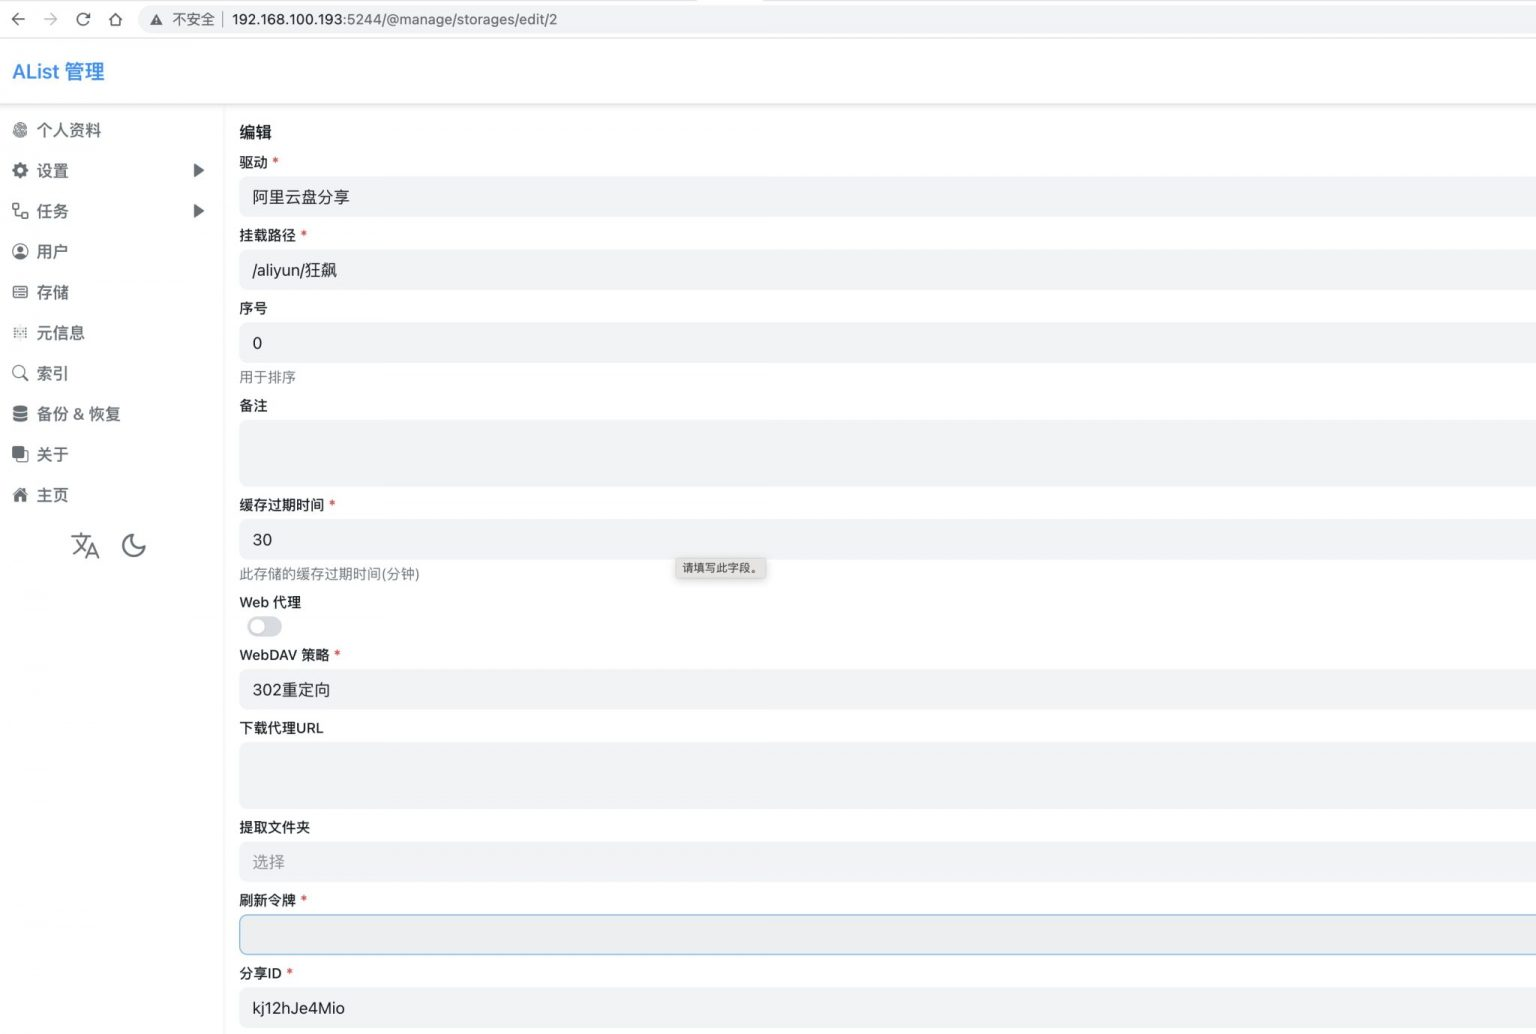 不安全 | 192.168.100.193:5244/@manage/storages/edit/2
AList 管理
个人资料
设置
任务
用户
存储
元信息
索引
备份 & 恢复
关于
主页
编辑
驱动 *
阿里云盘分享
挂载路径 *
/aliyun/狂飙
序号
0
用于排序
备注
缓存过期时间 *
30
此存储的缓存过期时间(分钟)
请填写此字段。
Web 代理
WebDAV 策略 *
302重定向
下载代理URL
提取文件夹
选择
刷新令牌 *
分享ID *
kj12hJe4Mio